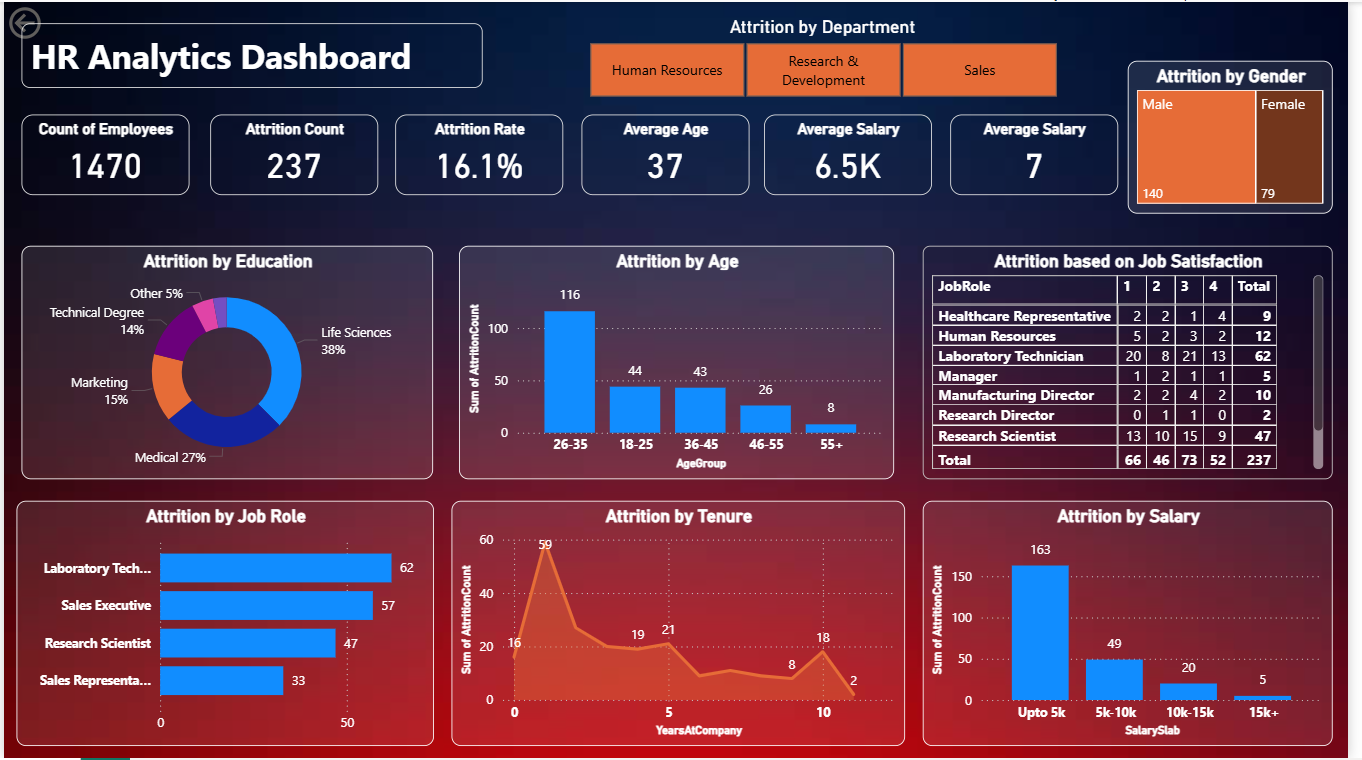 HR Analytics Dashboard
Attrition by Department
Human Resources
Research &
Development
Sales
Attrition by Gender
Male
Female
140
79
Count of Employees
1470
Attrition Count
237
Attrition Rate
16.1%
Average Age
37
Average Salary
6.5K
Average Salary
7
Attrition by Education
Other 5%
Technical Degree
14%
Life Sciences
38%
Marketing
15%
Medical 27%
Attrition by Age
Sum of AttritionCount
100
50
0
116
44
43
26
8
26-35 18-25 36-45 46-55 55+
AgeGroup
Attrition based on Job Satisfaction
JobRole 1 2 3 4 Total
Healthcare Representative 2 2 1 4 9
Human Resources 5 2 3 2 12
Laboratory Technician 20 8 21 13 62
Manager 1 2 1 1 5
Manufacturing Director 2 2 4 2 10
Research Director 0 1 1 0 2
Research Scientist 13 10 15 9 47
Total 66 46 73 52 237
Attrition by Job Role
Laboratory Tech... 62
Sales Executive 57
Research Scientist 47
Sales Representa... 33
0 50
Attrition by Tenure
Sum of AttritionCount
60
40
20
0
16
59
19
21
8
18
2
0 5 10
YearsAtCompany
Attrition by Salary
Sum of AttritionCount
150
100
50
0
163
49
20
5
Upto 5k 5k-10k 10k-15k 15k+
SalarySlab